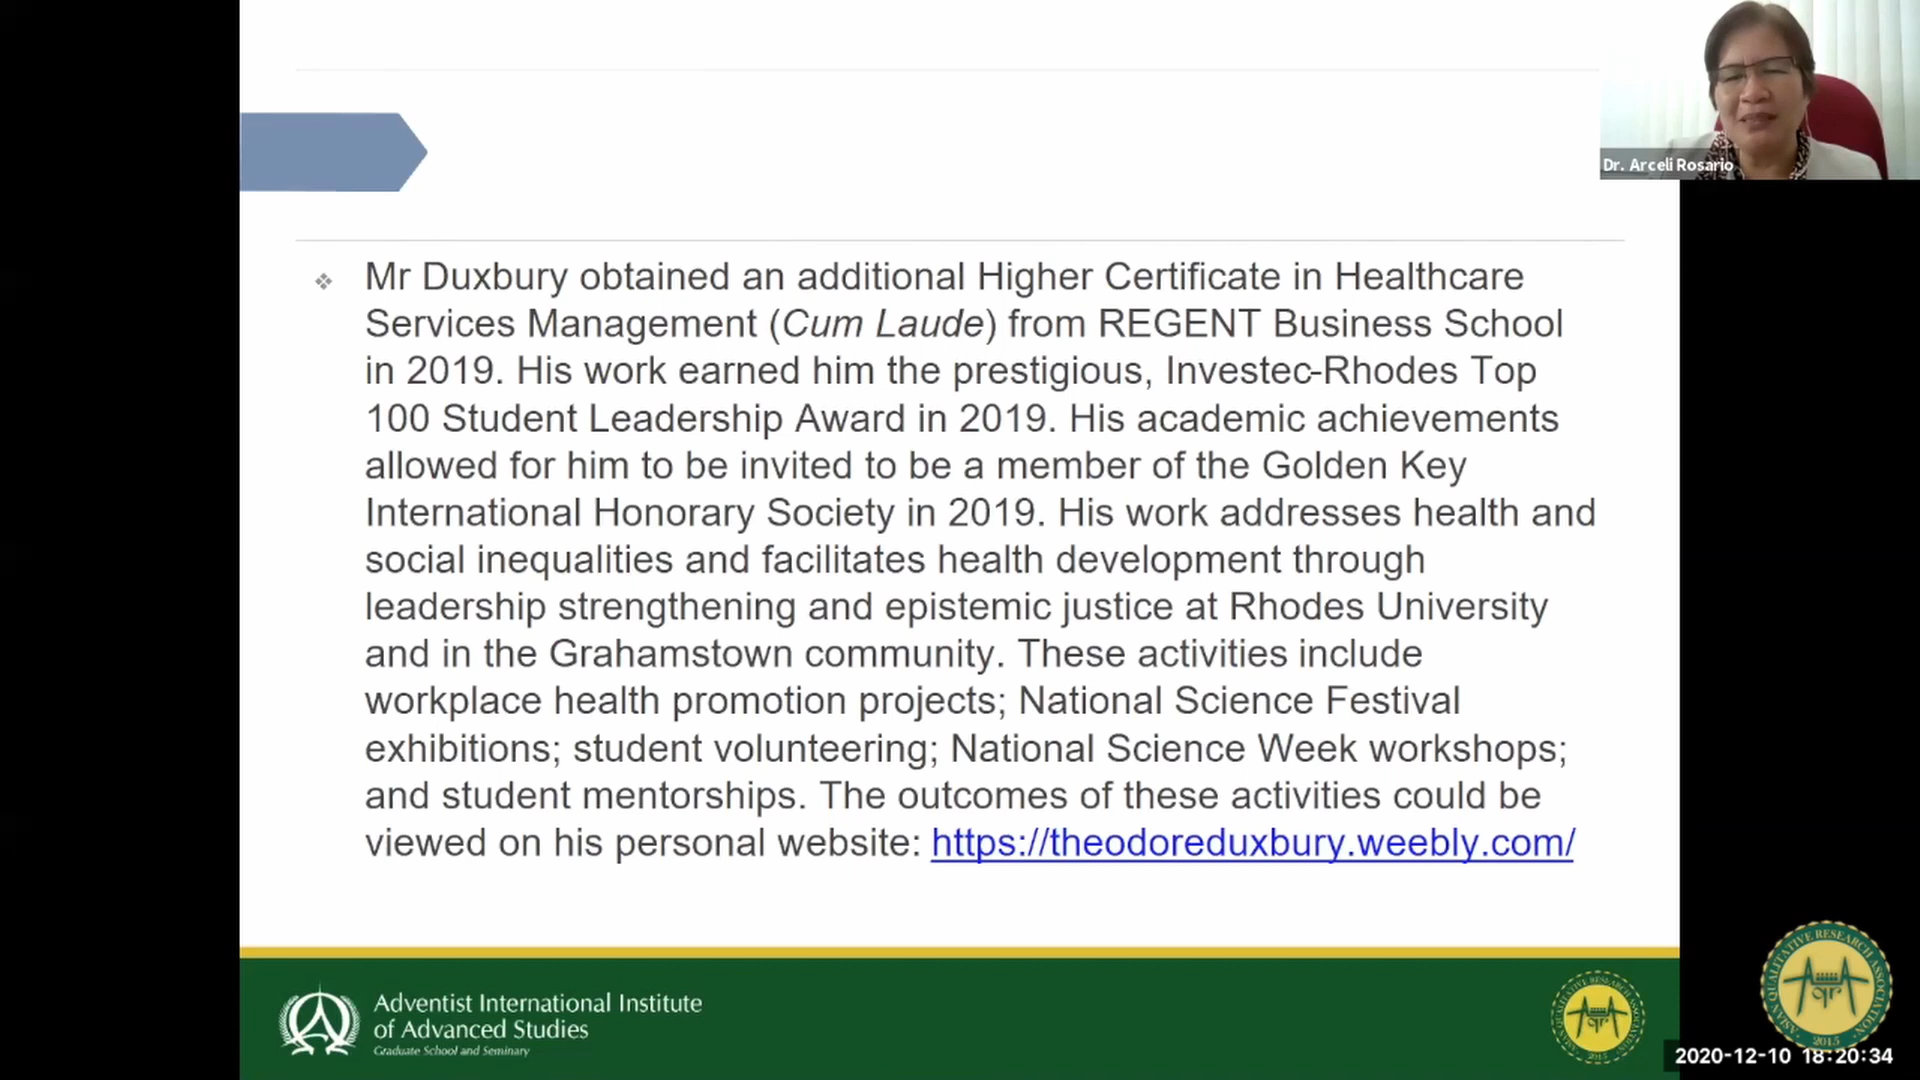 Dr. Arceli Rosario
Mr Duxbury obtained an additional Higher Certificate in Healthcare
Services Management (Cum Laude) from REGENT Business School
in 2019. His work earned him the prestigious, Investec-Rhodes Top
100 Student Leadership Award in 2019. His academic achievements
allowed for him to be invited to be a member of the Golden Key
International Honorary Society in 2019. His work addresses health and
social inequalities and facilitates health development through
leadership strengthening and epistemic justice at Rhodes University
and in the Grahamstown community. These activities include
workplace health promotion projects; National Science Festival
exhibitions; student volunteering; National Science Week workshops;
and student mentorships. The outcomes of these activities could be
viewed on his personal website: https://theodoreduxbury.weebly.com/
Adventist International Institute
of Advanced Studies
Graduate School and Seminary
ASIAN QUALITATIVE RESEARCH ASSOCIATION
2015
2020-12-10 18:20:34